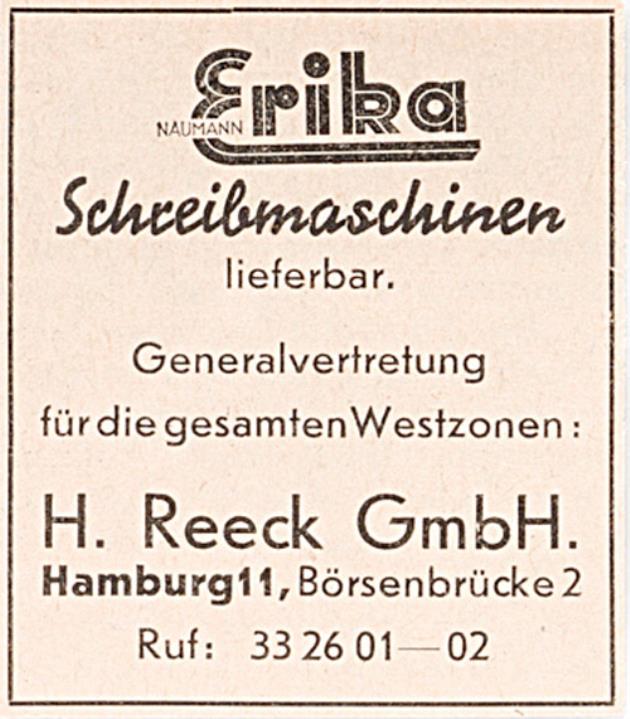 Erika
NAUMANN
Schreibmaschinen
lieferbar.
Generalvertretung
für die gesamten Westzonen:
H. Reeck GmbH.
Hamburg 11, Börsenbrücke 2
Ruf: 33 26 01—02